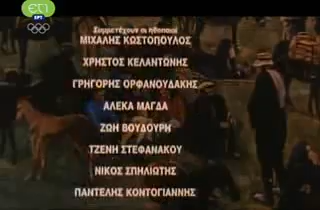 ετ1
ΕΡΤ
Συμμετέχουν οι ηθοποιοί
ΜΙΧΑΛΗΣ ΚΩΣΤΟΠΟΥΛΟΣ
ΧΡΗΣΤΟΣ ΚΕΛΑΝΤΩΝΗΣ
ΓΡΗΓΟΡΗΣ ΟΡΦΑΝΟΥΔΑΚΗΣ
ΑΛΕΚΑ ΜΑΓΔΑ
ΖΩΗ ΒΟΥΔΟΥΡΗ
ΤΖΕΝΗ ΣΤΕΦΑΝΑΚΟΥ
ΝΙΚΟΣ ΣΠΗΛΙΩΤΗΣ
ΠΑΝΤΕΛΗΣ ΚΟΝΤΟΓΙΑΝΝΗΣ